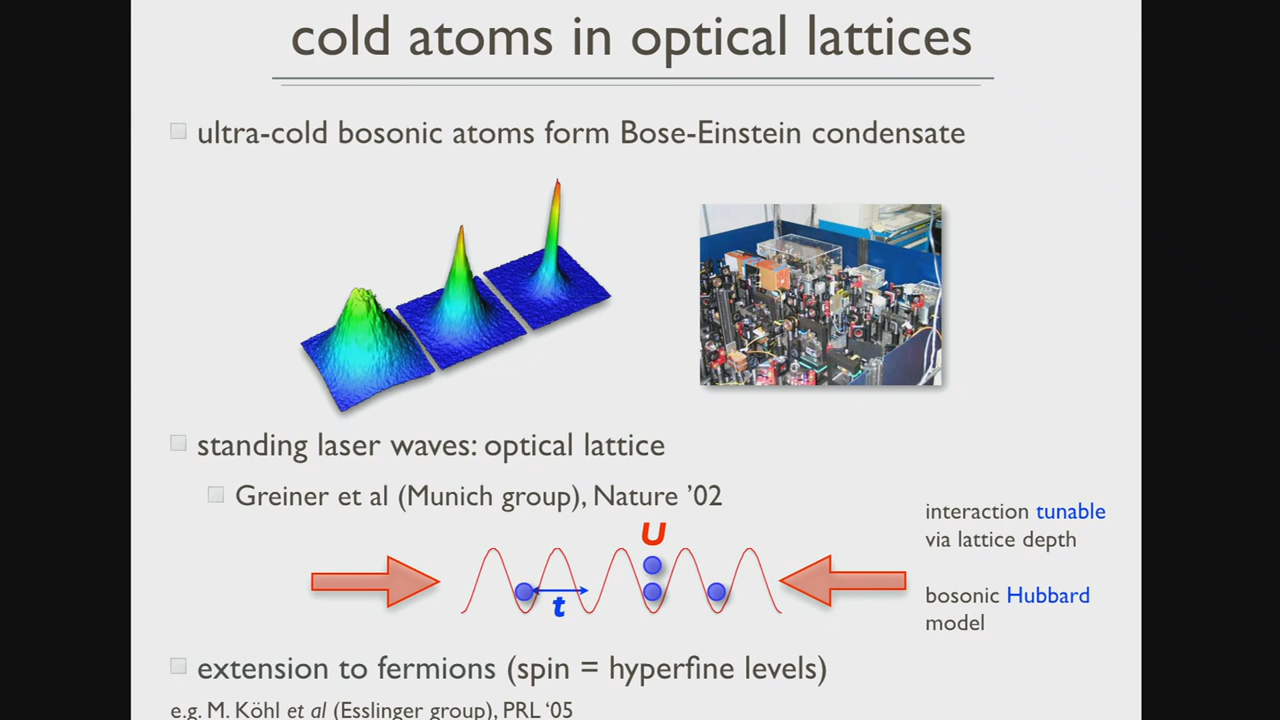 cold atoms in optical lattices
ultra-cold bosonic atoms form Bose-Einstein condensate
standing laser waves: optical lattice
Greiner et al (Munich group), Nature ’02
interaction tunable
via lattice depth
U
t
bosonic Hubbard
model
extension to fermions (spin = hyperfine levels)
e.g. M. Köhl et al (Esslinger group), PRL ‘05